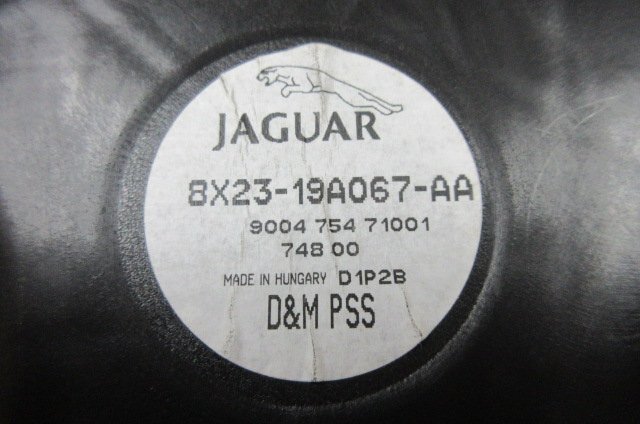 JAGUAR
8X23-19A067-AA
9004 754 71001
748 00
MADE IN HUNGARY D1P2B
D&M PSS